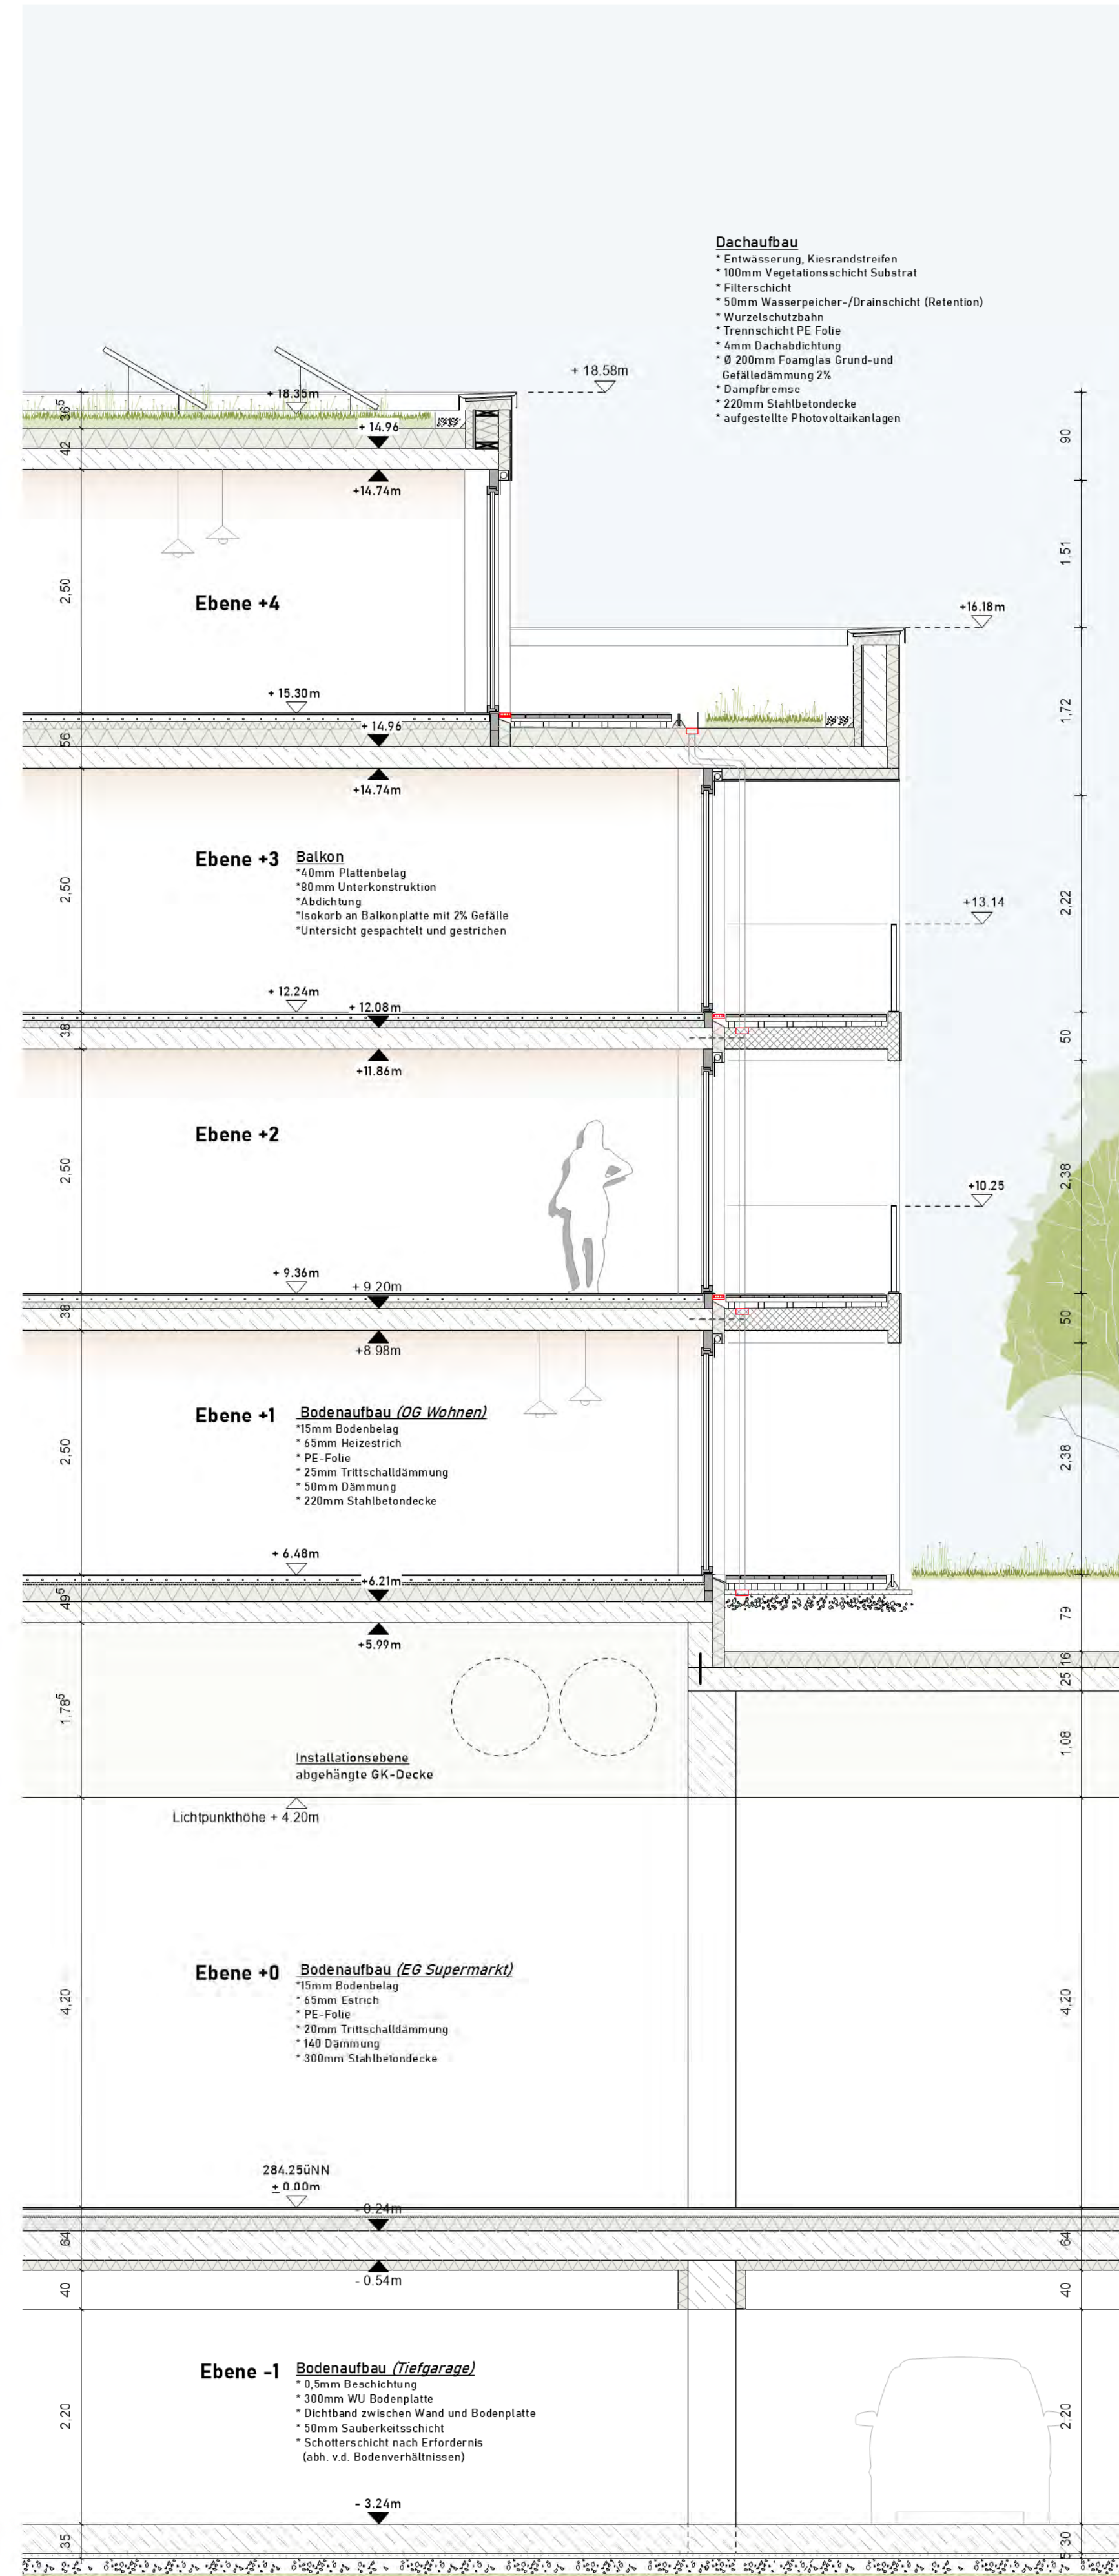 Dachaufbau
* Entwässerung, Kiesrandstreifen
* 100mm Vegetationsschicht Substrat
* Filterschicht
* 50mm Wasserpeicher-/Drainschicht (Retention)
* Wurzelschutzbahn
* Trennschicht PE Folie
* 4mm Dachabdichtung
* Ø 200mm Foamglas Grund-und
Gefälledämmung 2%
* Dampfbremse
* 220mm Stahlbetondecke
* aufgestellte Photovoltaikanlagen
+ 18.58m
+ 18.35m
36⁵
+ 14.96
42
90
+14.74m
1,51
2,50
Ebene +4
+16.18m
+ 15.30m
1,72
+ 14.96
56
+14.74m
Ebene +3
Balkon
*40mm Plattenbelag
*80mm Unterkonstruktion
*Abdichtung
*Isokorb an Balkonplatte mit 2% Gefälle
*Untersicht gespachtelt und gestrichen
2,50
2,22
+13.14
+ 12.24m
+ 12.08m
38
50
+11.86m
Ebene +2
2,50
2,38
+10.25
+ 9.36m
+ 9.20m
38
50
+8.98m
Ebene +1
Bodenaufbau (OG Wohnen)
*15mm Bodenbelag
* 65mm Heizestrich
* PE-Folie
* 25mm Trittschalldämmung
* 50mm Dämmung
* 220mm Stahlbetondecke
2,50
2,38
+ 6.48m
+6.21m
49⁵
79
+5.99m
16
25
1,78⁵
1,08
Installationsebene
abgehängte GK-Decke
Lichtpunkthöhe + 4.20m
Ebene +0
Bodenaufbau (EG Supermarkt)
*15mm Bodenbelag
* 65mm Estrich
* PE-Folie
* 20mm Trittschalldämmung
* 140 Dämmung
* 300mm Stahlbetondecke
4,20
4,20
284.25üNN
± 0.00m
- 0.24m
64
64
- 0.54m
40
40
Ebene -1
Bodenaufbau (Tiefgarage)
* 0,5mm Beschichtung
* 300mm WU Bodenplatte
* Dichtband zwischen Wand und Bodenplatte
* 50mm Sauberkeitsschicht
* Schotterschicht nach Erfordernis
(abh. v.d. Bodenverhältnissen)
2,20
2,20
- 3.24m
35
30
5